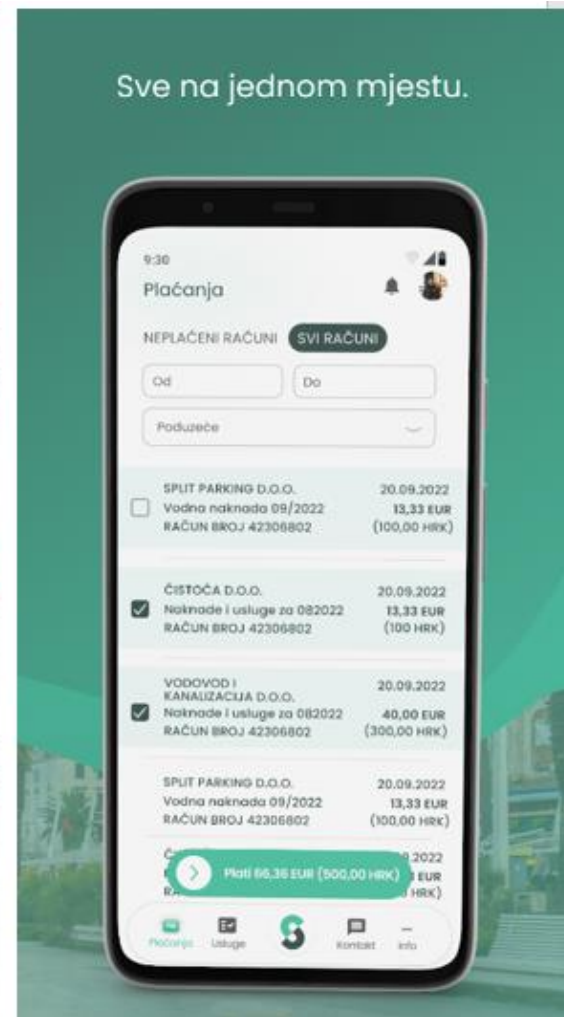 Sve na jednom mjestu.
9:30
Plaćanja
NEPLAĆENI RAČUNI SVI RAČUNI
Od Do
Poduzeće
SPLIT PARKING D.O.O. 20.09.2022
Vodna naknada 09/2022 13,33 EUR
RAČUN BROJ 42306802 (100,00 HRK)
ČISTOĆA D.O.O. 20.09.2022
Naknade i usluge za 082022 13,33 EUR
RAČUN BROJ 42306802 (100 HRK)
VODOVOD I
KANALIZACIJA D.O.O. 20.09.2022
Naknade i usluge za 082022 40,00 EUR
RAČUN BROJ 42306802 (300,00 HRK)
SPLIT PARKING D.O.O. 20.09.2022
Vodna naknada 09/2022 13,33 EUR
RAČUN BROJ 42306802 (100,00 HRK)
Plati 66,36 EUR (500,00 HRK)
EUR
HRK)
Plaćanja Usluge Kontakt Info